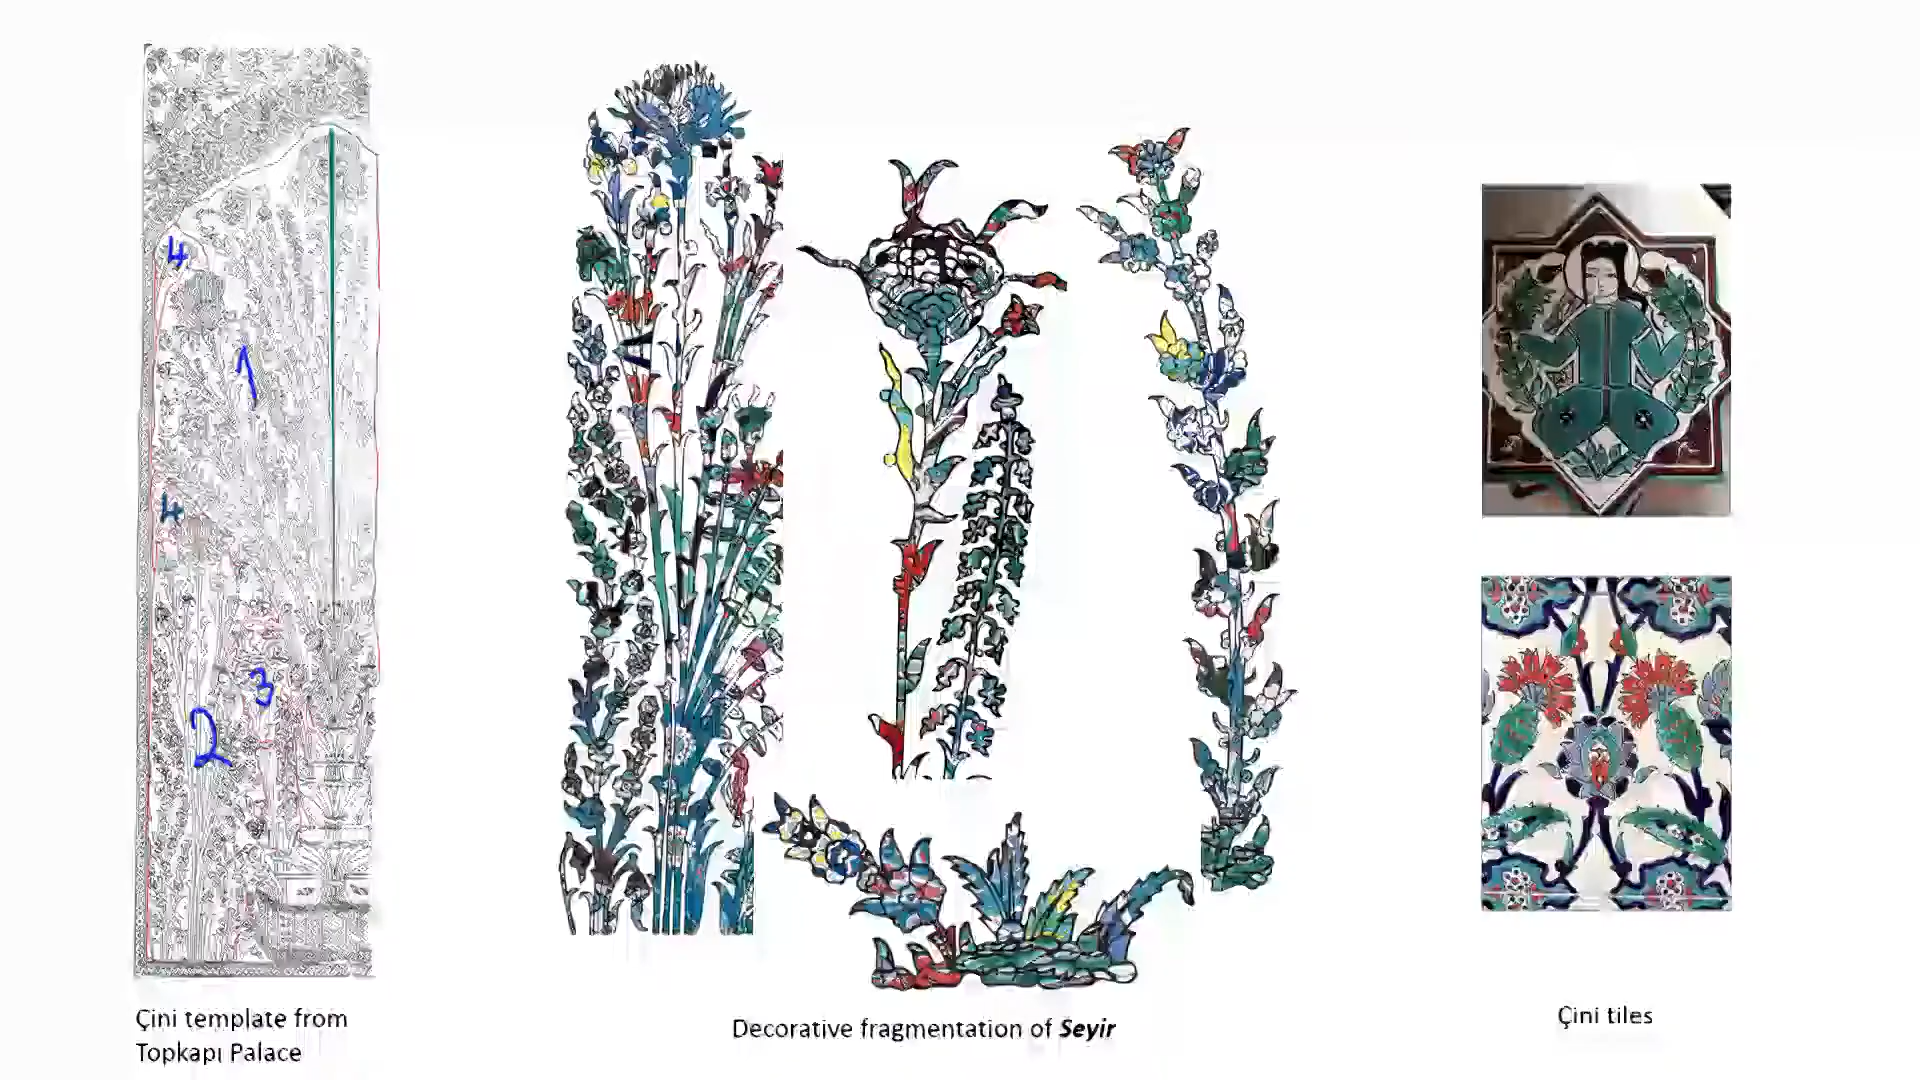 4
1
4
3
2
Çini template from
Topkapı Palace
Decorative fragmentation of Seyir
Çini tiles